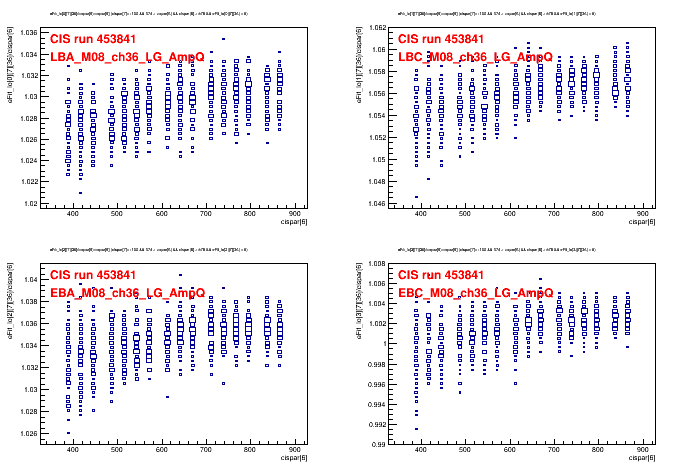 CIS run 453841
LBA_M08_ch36_LG_AmpQ
1.036
1.034
1.032
1.03
1.028
1.026
1.024
1.022
1.02
400 500 600 700 800 900
cispar[6]
CIS run 453841
LBC_M08_ch36_LG_AmpQ
1.062
1.06
1.058
1.056
1.054
1.052
1.05
1.048
1.046
400 500 600 700 800 900
cispar[6]
CIS run 453841
EBA_M08_ch36_LG_AmpQ
1.04
1.038
1.036
1.034
1.032
1.03
1.028
1.026
400 500 600 700 800 900
cispar[6]
CIS run 453841
EBC_M08_ch36_LG_AmpQ
1.008
1.006
1.004
1.002
1
0.998
0.996
0.994
0.992
0.99
400 500 600 700 800 900
cispar[6]